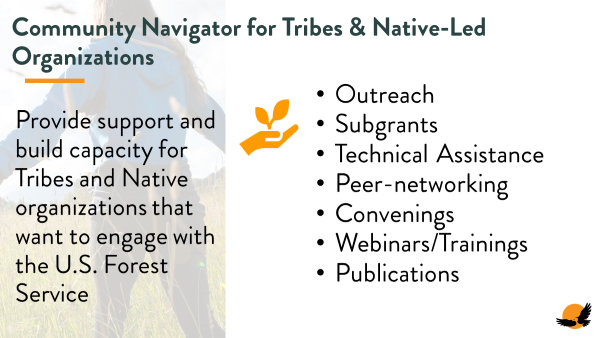 Community Navigator for Tribes & Native-Led
Organizations
Provide support and
build capacity for
Tribes and Native
organizations that
want to engage with
the U.S. Forest
Service
• Outreach
• Subgrants
• Technical Assistance
• Peer-networking
• Convenings
• Webinars/Trainings
• Publications